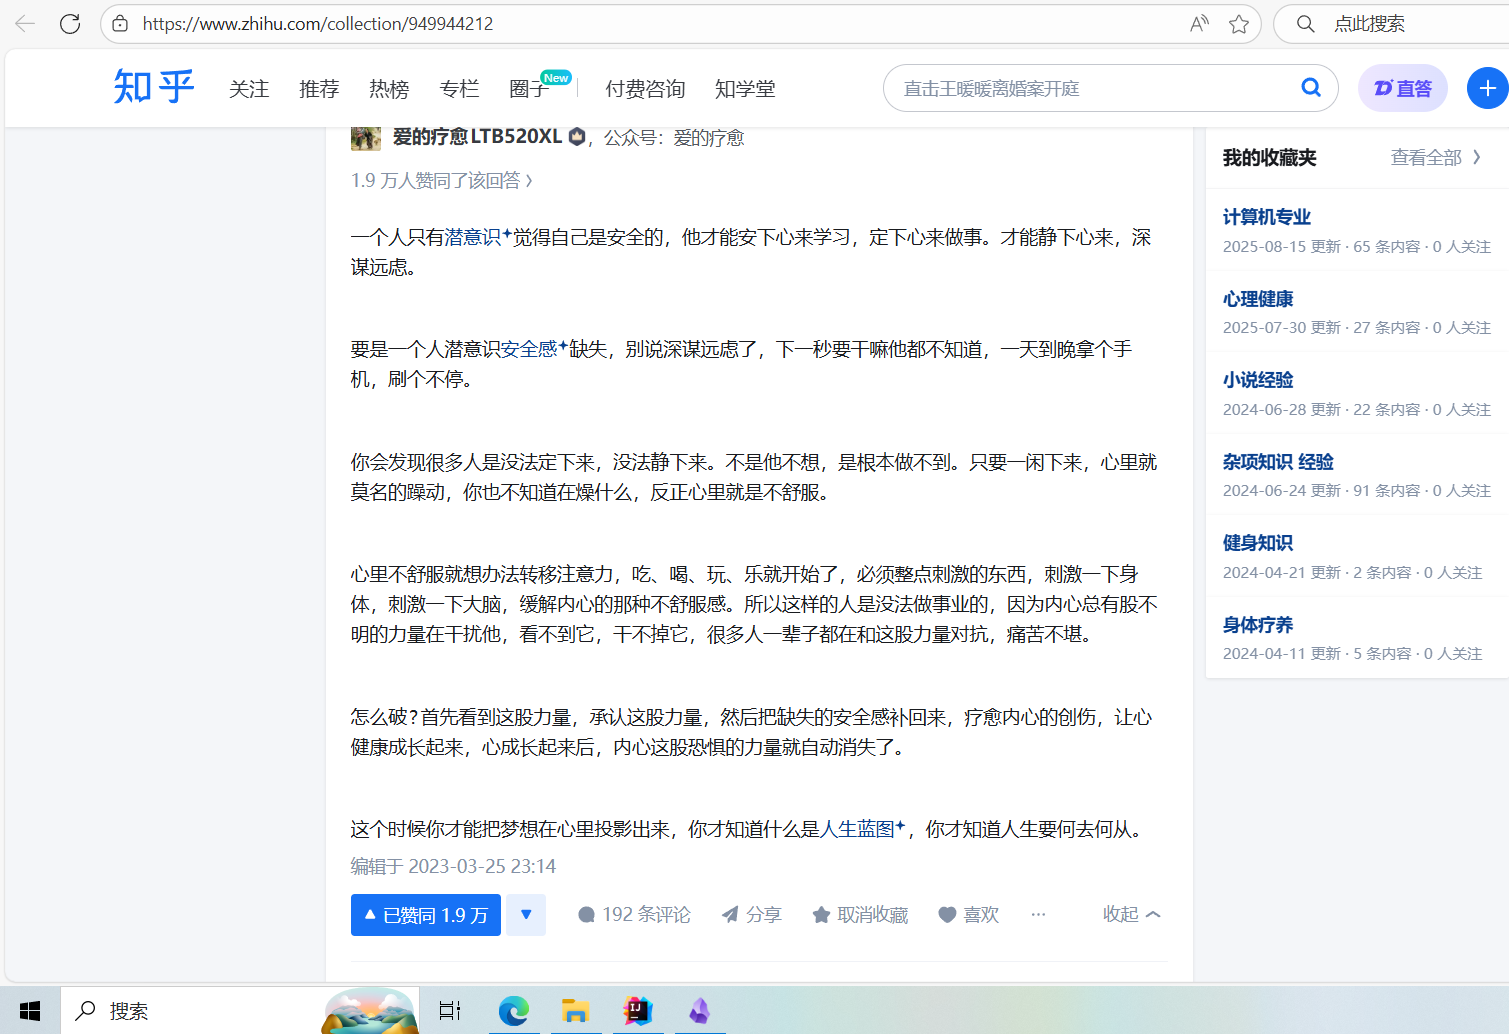 https://www.zhihu.com/collection/949944212
点此搜索
知乎
关注
推荐
热榜
专栏
圈子
New
付费咨询
知学堂
直击王暖暖离婚案开庭
直答
爱的疗愈LTB520XL ，公众号：爱的疗愈
1.9 万人赞同了该回答 ›
一个人只有潜意识觉得自己是安全的，他才能安下心来学习，定下心来做事。才能静下心来，深
谋远虑。
要是一个人潜意识安全感缺失，别说深谋远虑了，下一秒要干嘛他都不知道，一天到晚拿个手
机，刷个不停。
你会发现很多人是没法定下来，没法静下来。不是他不想，是根本做不到。只要一闲下来，心里就
莫名的躁动，你也不知道在燥什么，反正心里就是不舒服。
心里不舒服就想办法转移注意力，吃、喝、玩、乐就开始了，必须整点刺激的东西，刺激一下身
体，刺激一下大脑，缓解内心的那种不舒服感。所以这样的人是没法做事业的，因为内心总有股不
明的力量在干扰他，看不到它，干不掉它，很多人一辈子都在和这股力量对抗，痛苦不堪。
怎么破?首先看到这股力量，承认这股力量，然后把缺失的安全感补回来，疗愈内心的创伤，让心
健康成长起来，心成长起来后，内心这股恐惧的力量就自动消失了。
这个时候你才能把梦想在心里投影出来，你才知道什么是人生蓝图，你才知道人生要何去何从。
编辑于 2023-03-25 23:14
已赞同 1.9 万
192 条评论
分享
取消收藏
喜欢
···
收起
我的收藏夹
查看全部
计算机专业
2025-08-15 更新 · 65 条内容 · 0 人关注
心理健康
2025-07-30 更新 · 27 条内容 · 0 人关注
小说经验
2024-06-28 更新 · 22 条内容 · 0 人关注
杂项知识 经验
2024-06-24 更新 · 91 条内容 · 0 人关注
健身知识
2024-04-21 更新 · 2 条内容 · 0 人关注
身体疗养
2024-04-11 更新 · 5 条内容 · 0 人关注
搜索
IJ